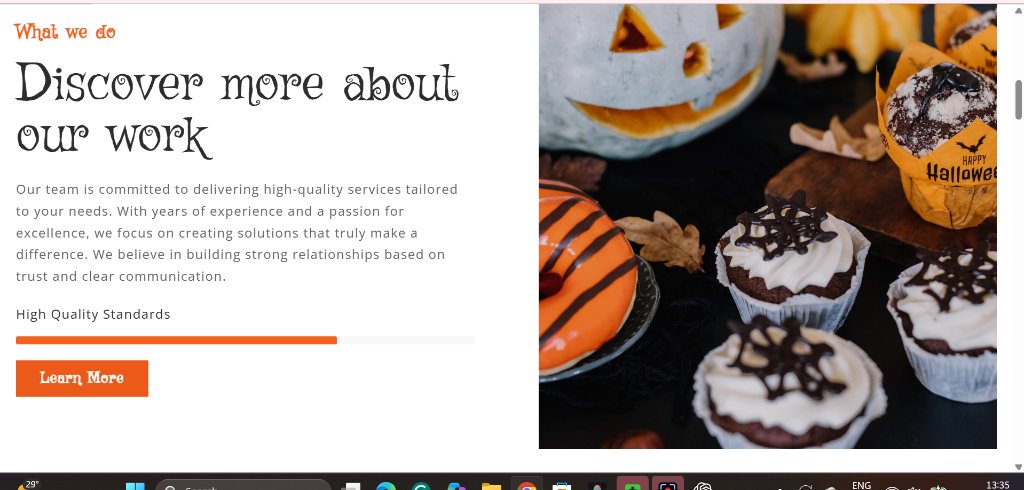 What we do
Discover more about
our work
Our team is committed to delivering high-quality services tailored
to your needs. With years of experience and a passion for
excellence, we focus on creating solutions that truly make a
difference. We believe in building strong relationships based on
trust and clear communication.
High Quality Standards
Learn More
HAPPY
Hallowee
29°
Search
ENG
13:35